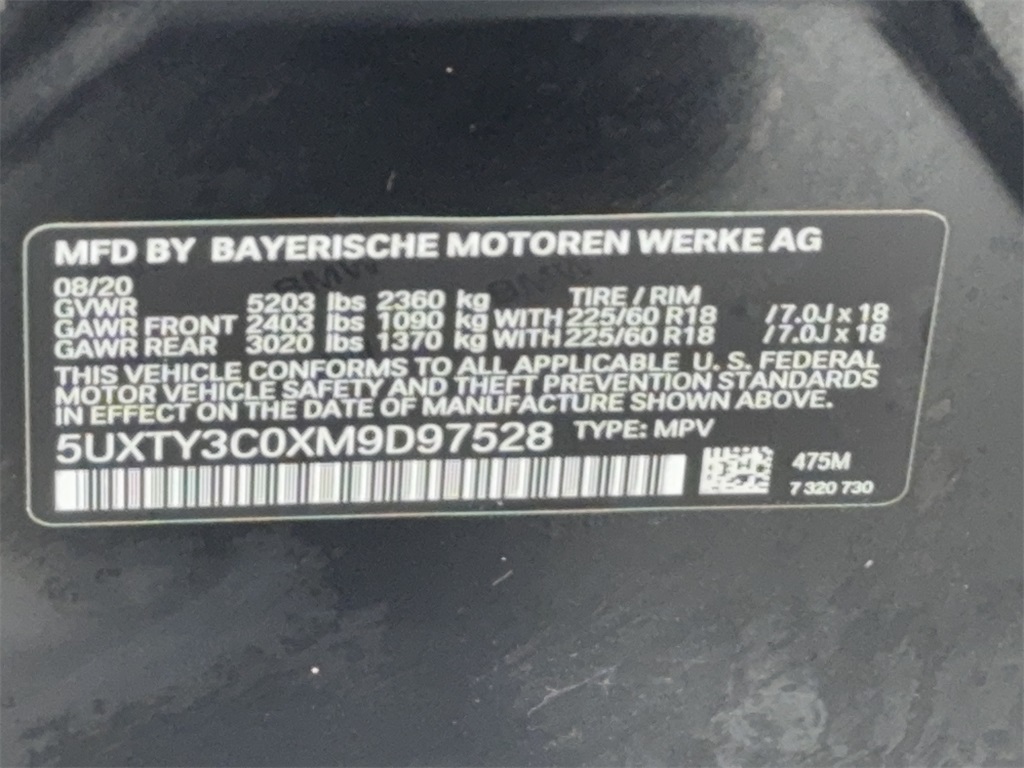 MFD BY BAYERISCHE MOTOREN WERKE AG
08/20
GVWR 5203 lbs 2360 kg TIRE / RIM
GAWR FRONT 2403 lbs 1090 kg WITH 225/60 R18 /7.0J x 18
GAWR REAR 3020 lbs 1370 kg WITH 225/60 R18 /7.0J x 18
THIS VEHICLE CONFORMS TO ALL APPLICABLE U. S. FEDERAL
MOTOR VEHICLE SAFETY AND THEFT PREVENTION STANDARDS
IN EFFECT ON THE DATE OF MANUFACTURE SHOWN ABOVE.
5UXTY3C0XM9D97528 TYPE: MPV
475M
7 320 730
BMW
BMW